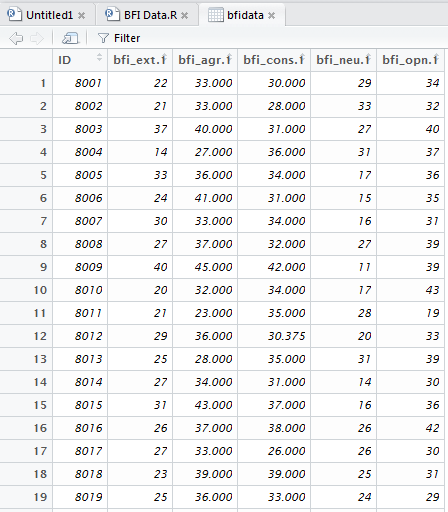 Untitled1 × BFI Data.R × bfidata ×
Filter
ID bfi_ext.f bfi_agr.f bfi_cons.f bfi_neu.f bfi_opn.f
1 8001 22 33.000 30.000 29 34
2 8002 21 33.000 28.000 33 32
3 8003 37 40.000 31.000 27 40
4 8004 14 27.000 36.000 31 37
5 8005 33 36.000 34.000 17 36
6 8006 24 41.000 31.000 15 35
7 8007 30 33.000 34.000 16 31
8 8008 27 37.000 32.000 27 39
9 8009 40 45.000 42.000 11 39
10 8010 20 32.000 34.000 17 43
11 8011 21 23.000 35.000 28 19
12 8012 29 36.000 30.375 20 33
13 8013 25 28.000 35.000 31 39
14 8014 27 34.000 31.000 14 30
15 8015 31 43.000 37.000 16 36
16 8016 26 37.000 38.000 26 42
17 8017 27 33.000 26.000 26 30
18 8018 23 39.000 39.000 25 31
19 8019 25 36.000 33.000 24 29